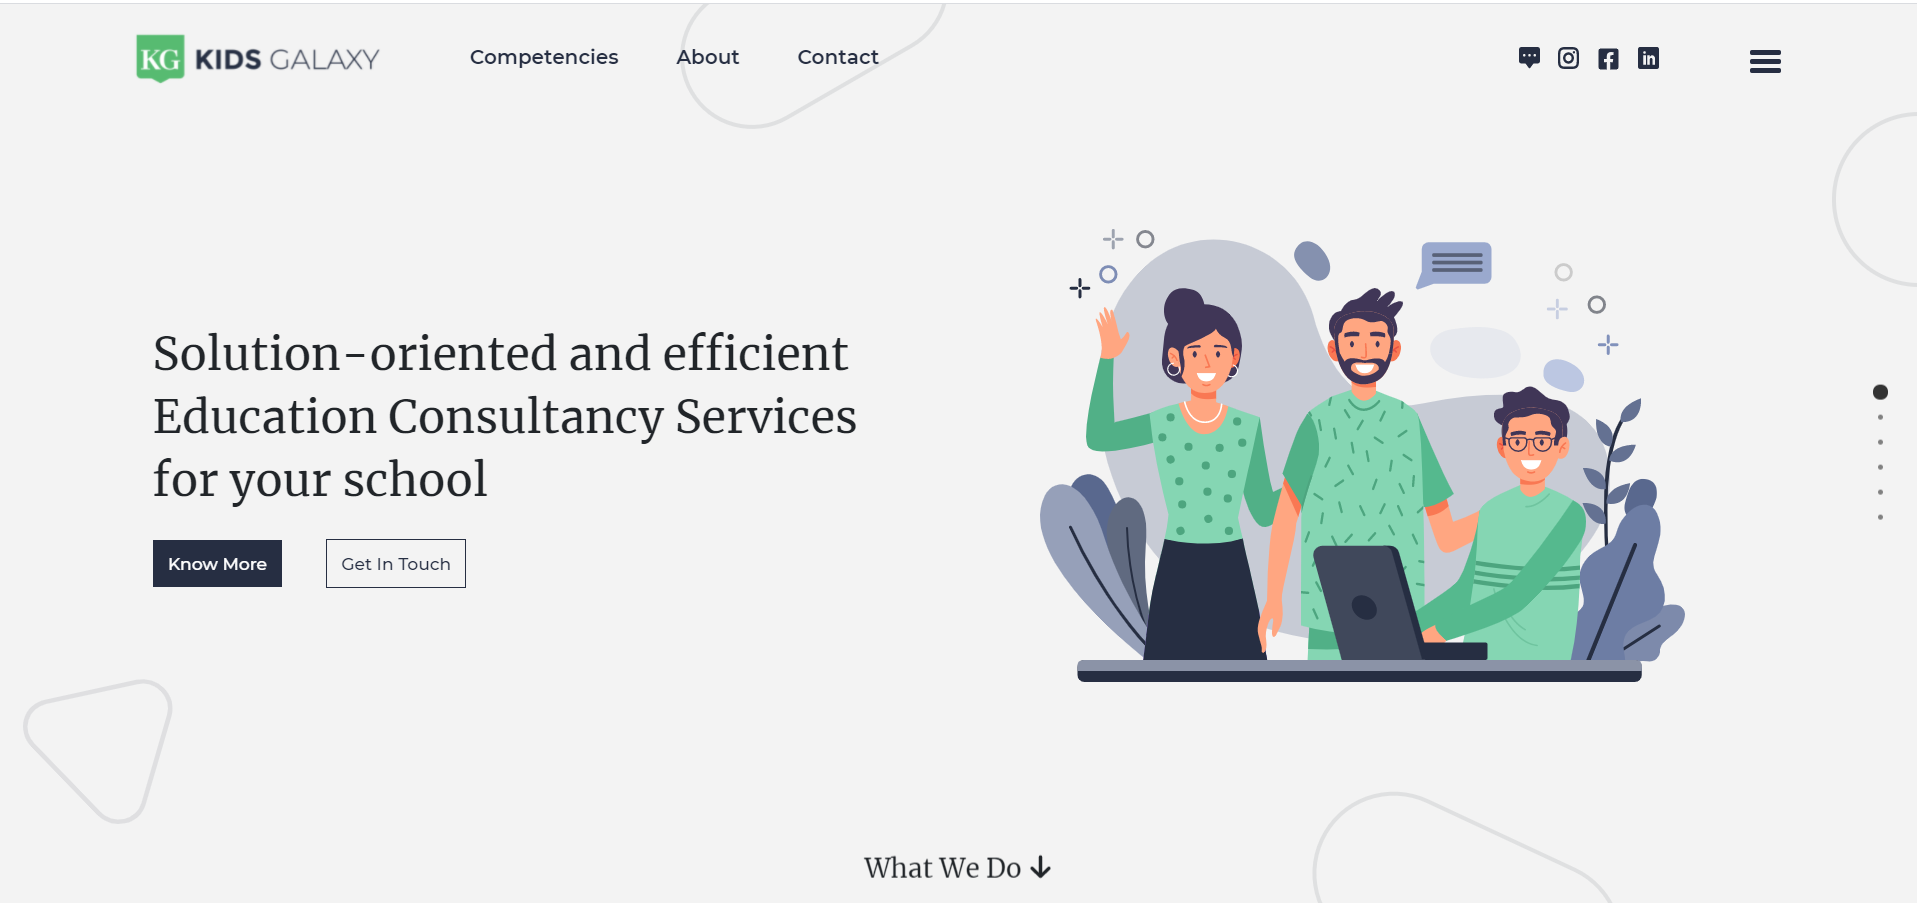 KG KIDS GALAXY
Competencies
About
Contact
Solution-oriented and efficient
Education Consultancy Services
for your school
Know More
Get In Touch
What We Do